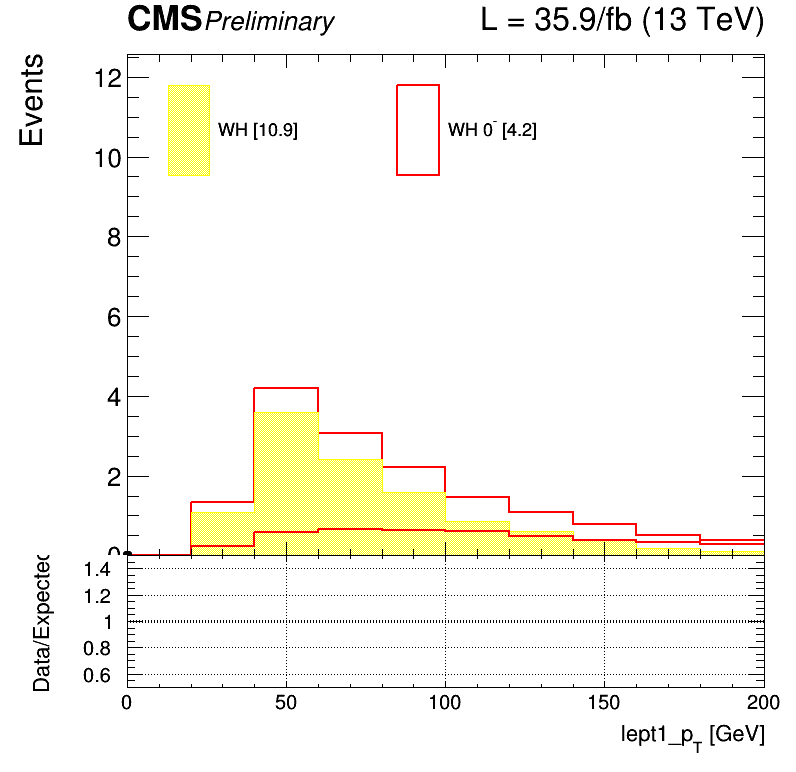 CMS Preliminary L = 35.9/fb (13 TeV)
Events
12
10
8
6
4
2
0
WH [10.9]
WH 0⁻ [4.2]
Data/Expected
1.4
1.2
1
0.8
0.6
0 50 100 150 200
lept1_p_T [GeV]